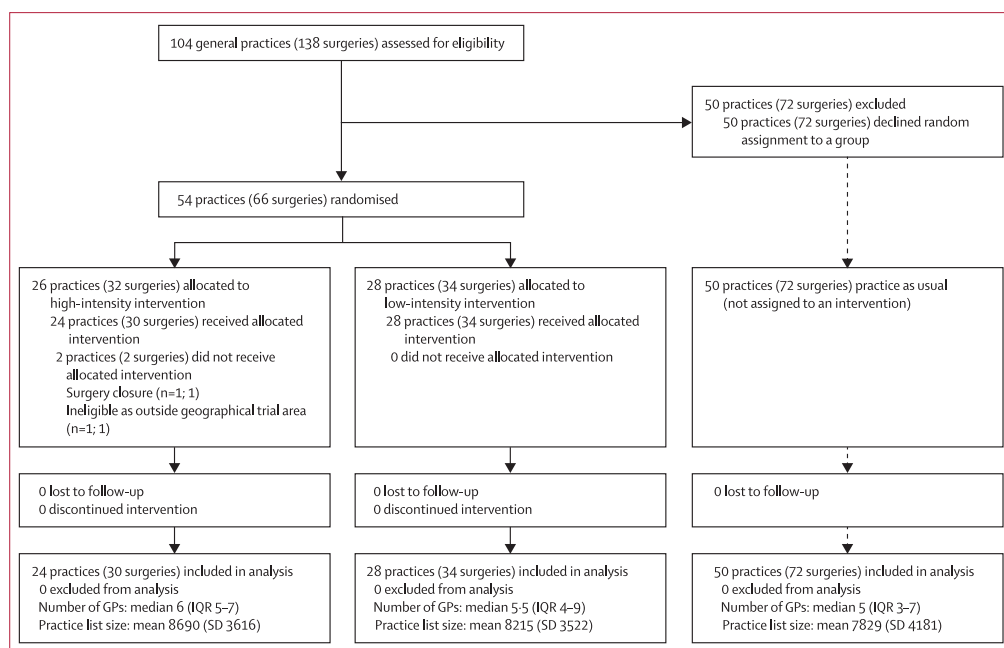 104 general practices (138 surgeries) assessed for eligibility
50 practices (72 surgeries) excluded
50 practices (72 surgeries) declined random
assignment to a group
54 practices (66 surgeries) randomised
26 practices (32 surgeries) allocated to
high-intensity intervention
24 practices (30 surgeries) received allocated
intervention
2 practices (2 surgeries) did not receive
allocated intervention
Surgery closure (n=1; 1)
Ineligible as outside geographical trial area
(n=1; 1)
28 practices (34 surgeries) allocated to
low-intensity intervention
28 practices (34 surgeries) received allocated
intervention
0 did not receive allocated intervention
50 practices (72 surgeries) practice as usual
(not assigned to an intervention)
0 lost to follow-up
0 discontinued intervention
0 lost to follow-up
0 discontinued intervention
0 lost to follow-up
24 practices (30 surgeries) included in analysis
0 excluded from analysis
Number of GPs: median 6 (IQR 5–7)
Practice list size: mean 8690 (SD 3616)
28 practices (34 surgeries) included in analysis
0 excluded from analysis
Number of GPs: median 5·5 (IQR 4–9)
Practice list size: mean 8215 (SD 3522)
50 practices (72 surgeries) included in analysis
0 excluded from analysis
Number of GPs: median 5 (IQR 3–7)
Practice list size: mean 7829 (SD 4181)